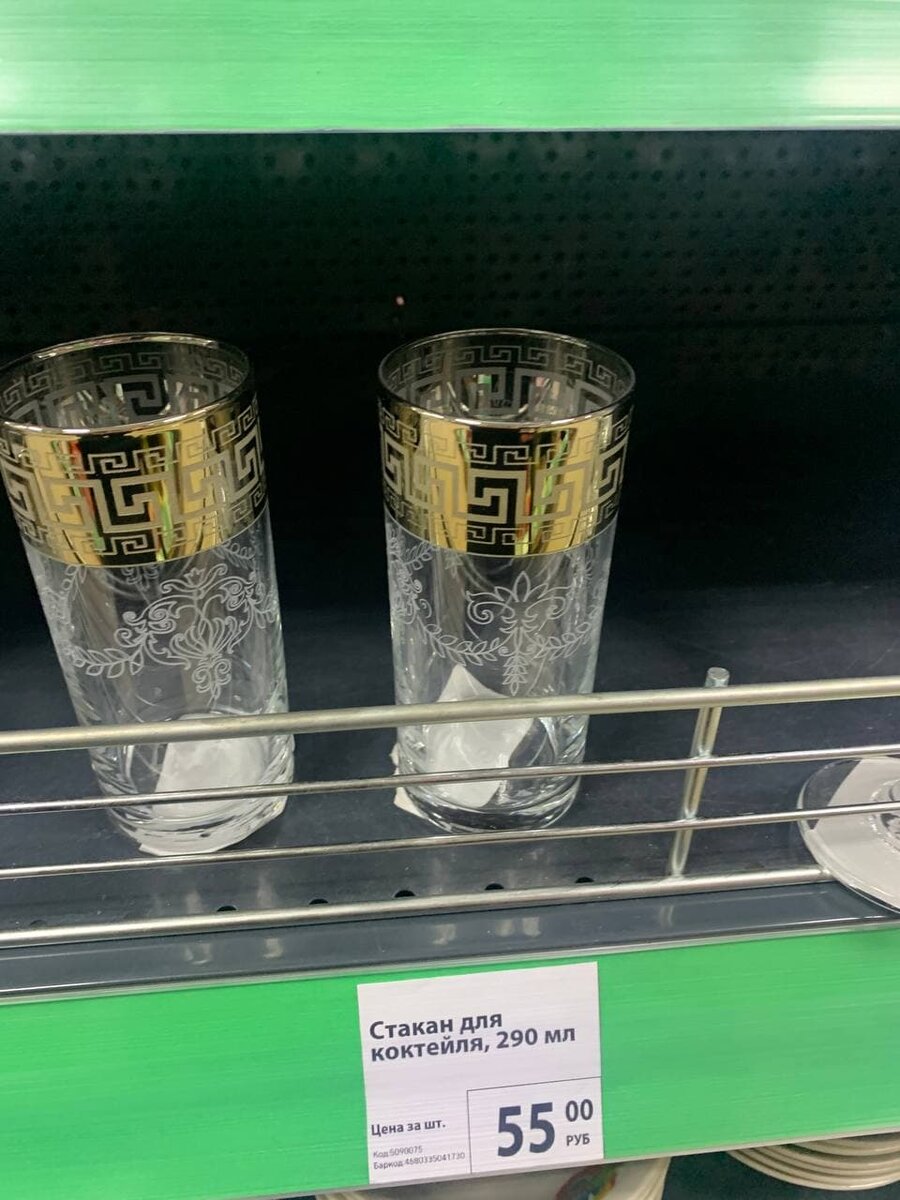 Стакан для
коктейля, 290 мл
Цена за шт.
55 00
РУБ
Код 5090075
Баркод 4680335041730